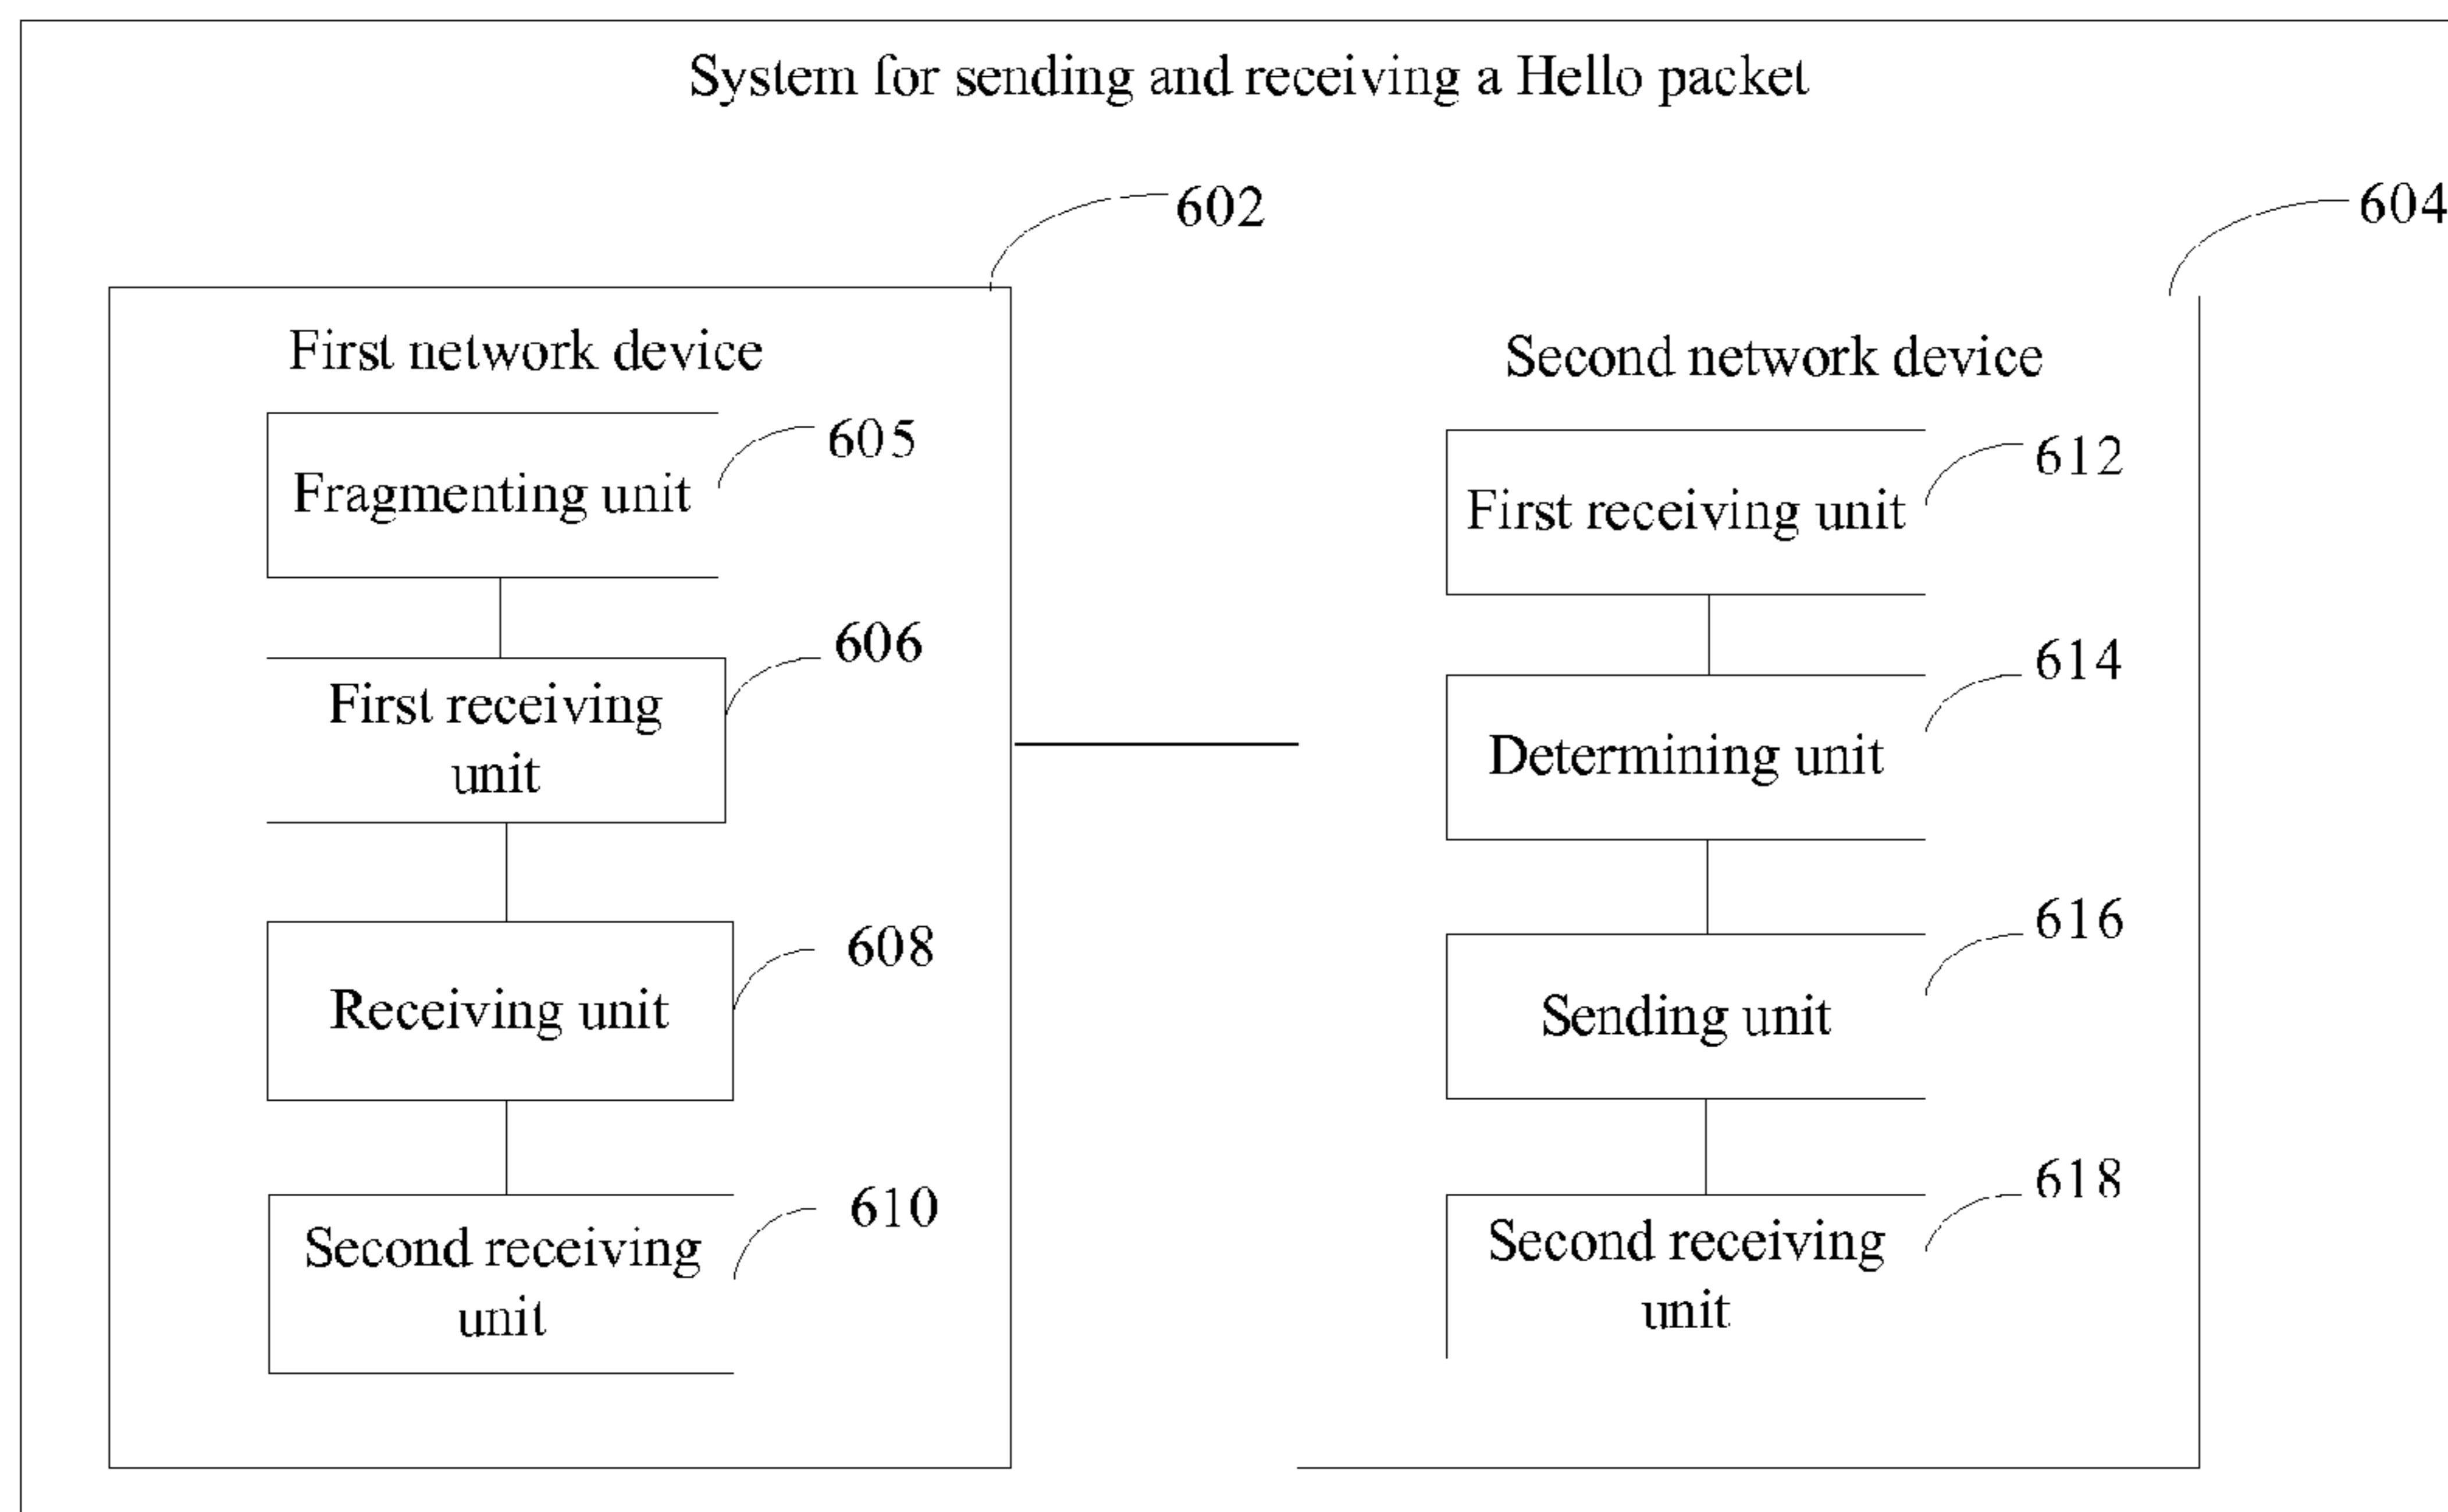 System for sending and receiving a Hello packet
602
604
First network device
605
Fragmenting unit
606
First receiving
unit
608
Receiving unit
610
Second receiving
unit
Second network device
612
First receiving unit
614
Determining unit
616
Sending unit
618
Second receiving
unit